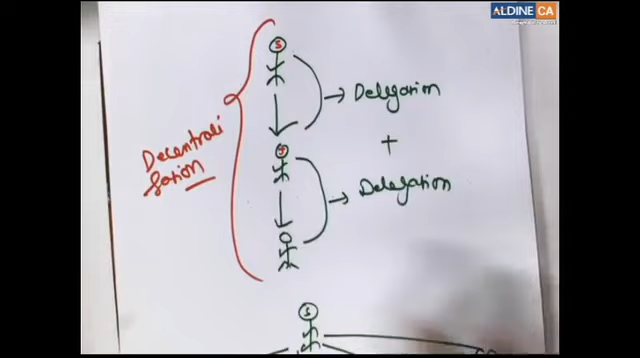 ALDINE CA
S
Delegation
+
Decentrali
sation
Delegation
S